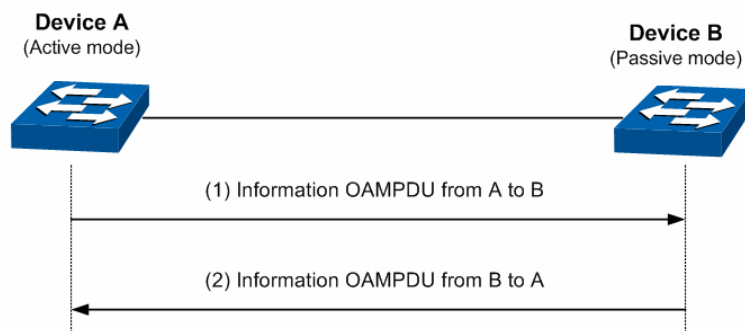 Device A
(Active mode)
Device B
(Passive mode)
(1) Information OAMPDU from A to B
(2) Information OAMPDU from B to A